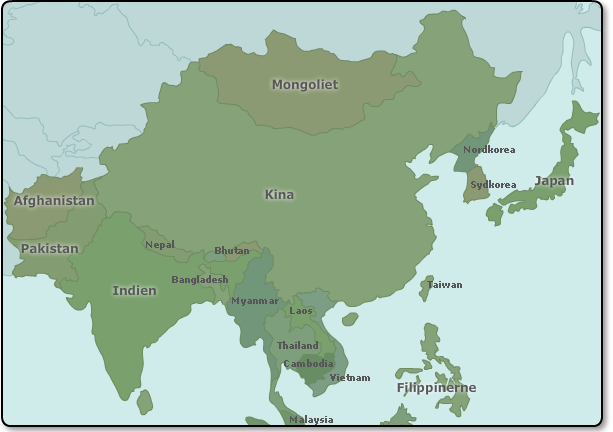 Mongoliet
Nordkorea
Japan
Sydkorea
Kina
Afghanistan
Pakistan
Nepal
Bhutan
Bangladesh
Indien
Taiwan
Myanmar
Laos
Thailand
Cambodia
Vietnam
Filippinerne
Malaysia